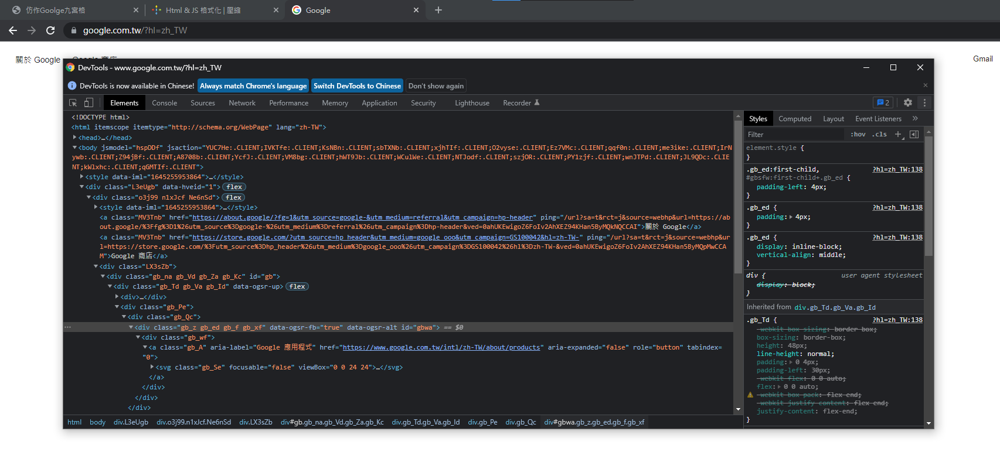 仿作Goolge九宮格
Html & JS 格式化 | 壓縮
Google
google.com.tw/?hl=zh_TW
關於 Google
Google 商店
Gmail
DevTools - www.google.com.tw/?hl=zh_TW
DevTools is now available in Chinese! Always match Chrome's language Switch DevTools to Chinese Don't show again
Elements Console Sources Network Performance Memory Application Security Lighthouse Recorder 2
<!DOCTYPE html>
<html itemscope itemtype="http://schema.org/WebPage" lang="zh-TW">
<head>…</head>
<body jsmodel="hspDDf" jsaction="YUC7He:.CLIENT;IVKTfe:.CLIENT;KsNBn:.CLIENT;sbTXNb:.CLIENT;xjhTIf:.CLIENT;O2vyse:.CLIENT;Ez7VMc:.CLIENT;qqf0n:.CLIENT;me3ike:.CLIENT;IrN
ywb:.CLIENT;Z94jBf:.CLIENT;A8708b:.CLIENT;YcfJ:.CLIENT;VM8bg:.CLIENT;hWT9Jb:.CLIENT;WCulWe:.CLIENT;NTJodf:.CLIENT;szjOR:.CLIENT;PY1zjf:.CLIENT;wnJTPd:.CLIENT;JL9QDc:.CLIE
NT;kWlxhc:.CLIENT;qGMTIf:.CLIENT">
<style data-iml="1645255953864">…</style>
<div class="L3eUgb" data-hveid="1"> flex
<div class="o3j99 n1xJcf Ne6nSd"> flex
<style data-iml="1645255953864">…</style>
<a class="MV3Tnb" href="https://about.google/?fg=1&utm_source=google-&utm_medium=referral&utm_campaign=hp-header" ping="/url?sa=t&rct=j&source=webhp&url=https://ab
out.google/%3Ffg%3D1%26utm_source%3Dgoogle-%26utm_medium%3Dreferral%26utm_campaign%3Dhp-header&ved=0ahUKEwigoZ6FoIv2AhXEZ94KHan5ByMQkNQCCAI">關於 Google</a>
<a class="MV3Tnb" href="https://store.google.com/?utm_source=hp_header&utm_medium=google_ooo&utm_campaign=GS100042&hl=zh-TW-" ping="/url?sa=t&rct=j&source=webhp&u
rl=https://store.google.com/%3Futm_source%3Dhp_header%26utm_medium%3Dgoogle_ooo%26utm_campaign%3DGS100042%26hl%3Dzh-TW-&ved=0ahUKEwigoZ6FoIv2AhXEZ94KHan5ByMQpMwCCA
M">Google 商店</a>
<div class="LX3sZb">
<div class="gb_na gb_Vd gb_Za gb_Kc" id="gb">
<div class="gb_Td gb_Va gb_Id" data-ogsr-up> flex
<div>…</div>
<div class="gb_Pe">
<div class="gb_Qc">
<div class="gb_z gb_ed gb_f gb_xf" data-ogsr-fb="true" data-ogsr-alt id="gbwa"> == $0
<div class="gb_wf">
<a class="gb_A" aria-label="Google 應用程式" href="https://www.google.com.tw/intl/zh-TW/about/products" aria-expanded="false" role="button" tabindex=
"0">
<svg class="gb_Se" focusable="false" viewBox="0 0 24 24">…</svg>
</a>
</div>
</div>
</div>
html body div.L3eUgb div.o3j99.n1xJcf.Ne6nSd div.LX3sZb div#gb.gb_na.gb_Vd.gb_Za.gb_Kc div.gb_Td.gb_Va.gb_Id div.gb_Pe div.gb_Qc div#gbwa.gb_z.gb_ed.gb_f.gb_xf
Styles Computed Layout Event Listeners »
Filter :hov .cls +
element.style {
}
.gb_ed:first-child, ?hl=zh_TW:138
#gbsfw:first-child+.gb_ed {
padding-left: 4px;
}
.gb_ed { ?hl=zh_TW:138
padding: 4px;
}
.gb_ed { ?hl=zh_TW:138
display: inline-block;
vertical-align: middle;
}
div { user agent stylesheet
display: block;
}
Inherited from div.gb_Td.gb_Va.gb_Id
.gb_Td { ?hl=zh_TW:138
-webkit-box-sizing: border-box;
box-sizing: border-box;
height: 48px;
line-height: normal;
padding: 0 4px;
padding-left: 30px;
-webkit-flex: 0 0 auto;
flex: 0 0 auto;
-webkit-box-pack: flex-end;
-webkit-justify-content: flex-end;
justify-content: flex-end;
}